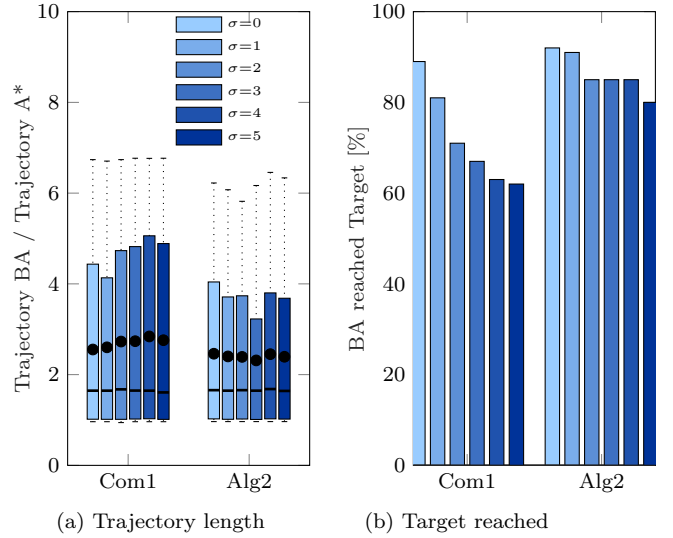 Trajectory BA / Trajectory A*
10
8
6
4
2
0
σ=0
σ=1
σ=2
σ=3
σ=4
σ=5
Com1 Alg2
(a) Trajectory length
BA reached Target [%]
100
80
60
40
20
0
Com1 Alg2
(b) Target reached